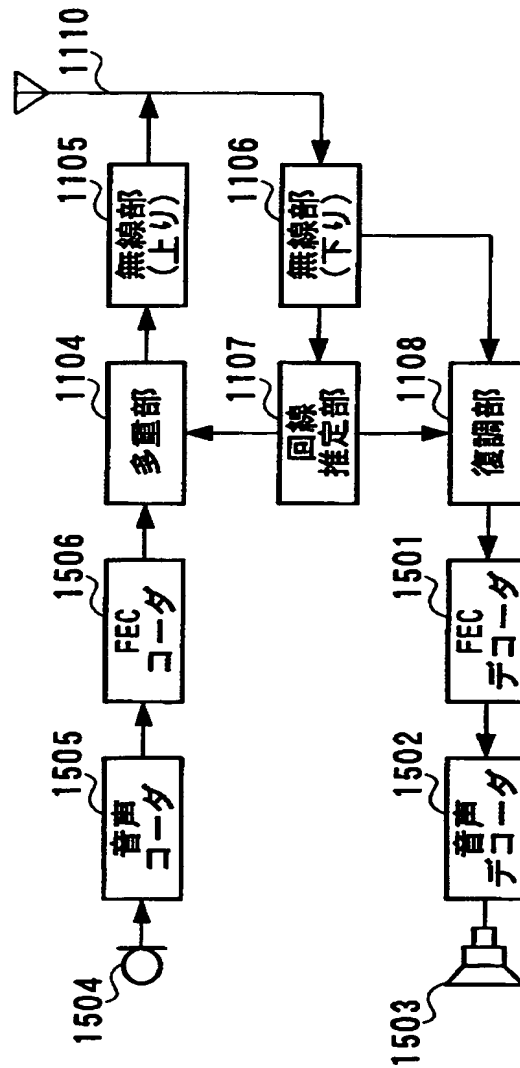 1504
1505
音声
コーダ
1506
FEC
コーダ
1104
多重部
1105
無線部
(上り)
1110
1107
回線
推定部
1106
無線部
(下り)
1503
1502
音声
デコーダ
1501
FEC
デコーダ
1108
復調部